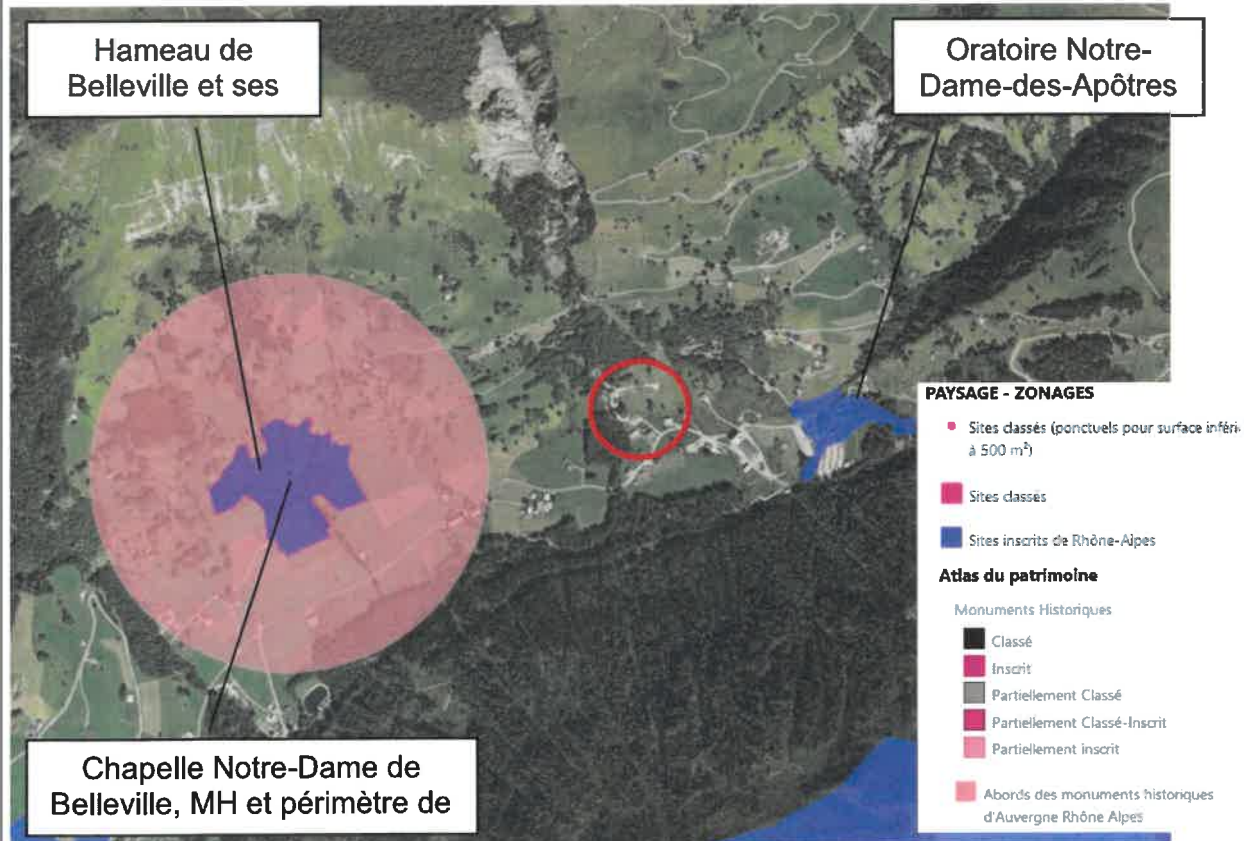 Hameau de
Belleville et ses
Oratoire Notre-
Dame-des-Apôtres
PAYSAGE - ZONAGES
Sites classés (ponctuels pour surface inféri
à 500 m²)
Sites classés
Sites inscrits de Rhône-Alpes
Atlas du patrimoine
Monuments Historiques
Classé
Inscrit
Partiellement Classé
Partiellement Classé-Inscrit
Partiellement inscrit
Abords des monuments historiques
d'Auvergne Rhône Alpes
Chapelle Notre-Dame de
Belleville, MH et périmètre de